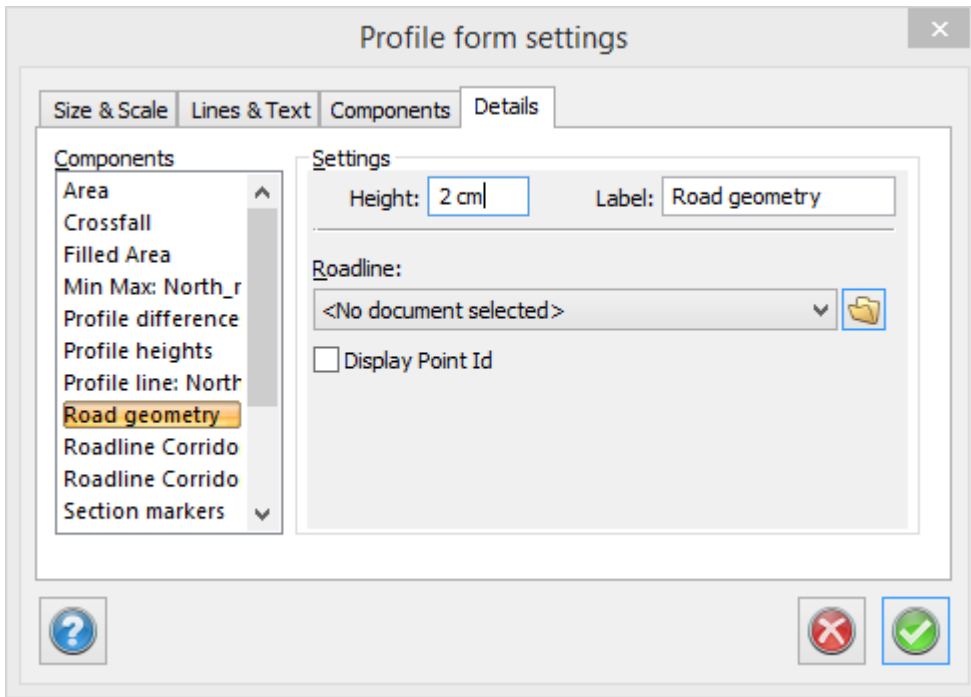 Profile form settings
Size & Scale
Lines & Text
Components
Details
Components
Area
Crossfall
Filled Area
Min Max: North_r
Profile difference
Profile heights
Profile line: North
Road geometry
Roadline Corrido
Roadline Corrido
Section markers
Settings
Height: 2 cm
Label: Road geometry
Roadline:
<No document selected>
Display Point Id